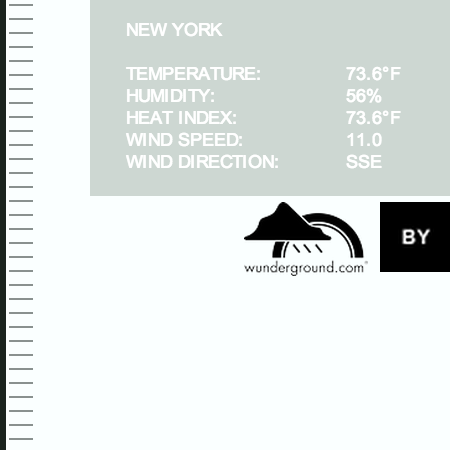 NEW YORK
TEMPERATURE: 73.6°F
HUMIDITY: 56%
HEAT INDEX: 73.6°F
WIND SPEED: 11.0
WIND DIRECTION: SSE
BY
wunderground.com®